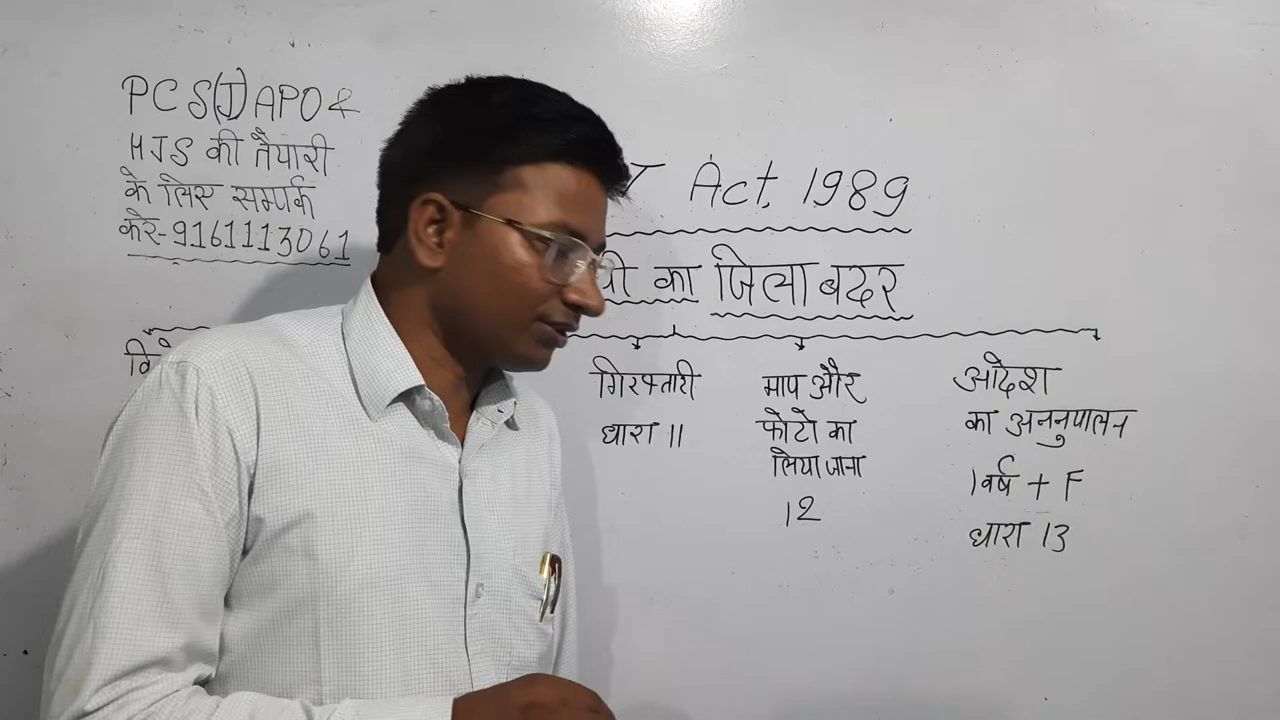 PCS(J) APO &
HJS की तैयारी
के लिए सम्पर्क
करे-9161113061
Act, 1989
का जिला बदर
गिरफ्तारी
धारा 11
माप और
फोटो का
लिया जाना
12
आदेश
का अननुपालन
1 वर्ष + F
धारा 13